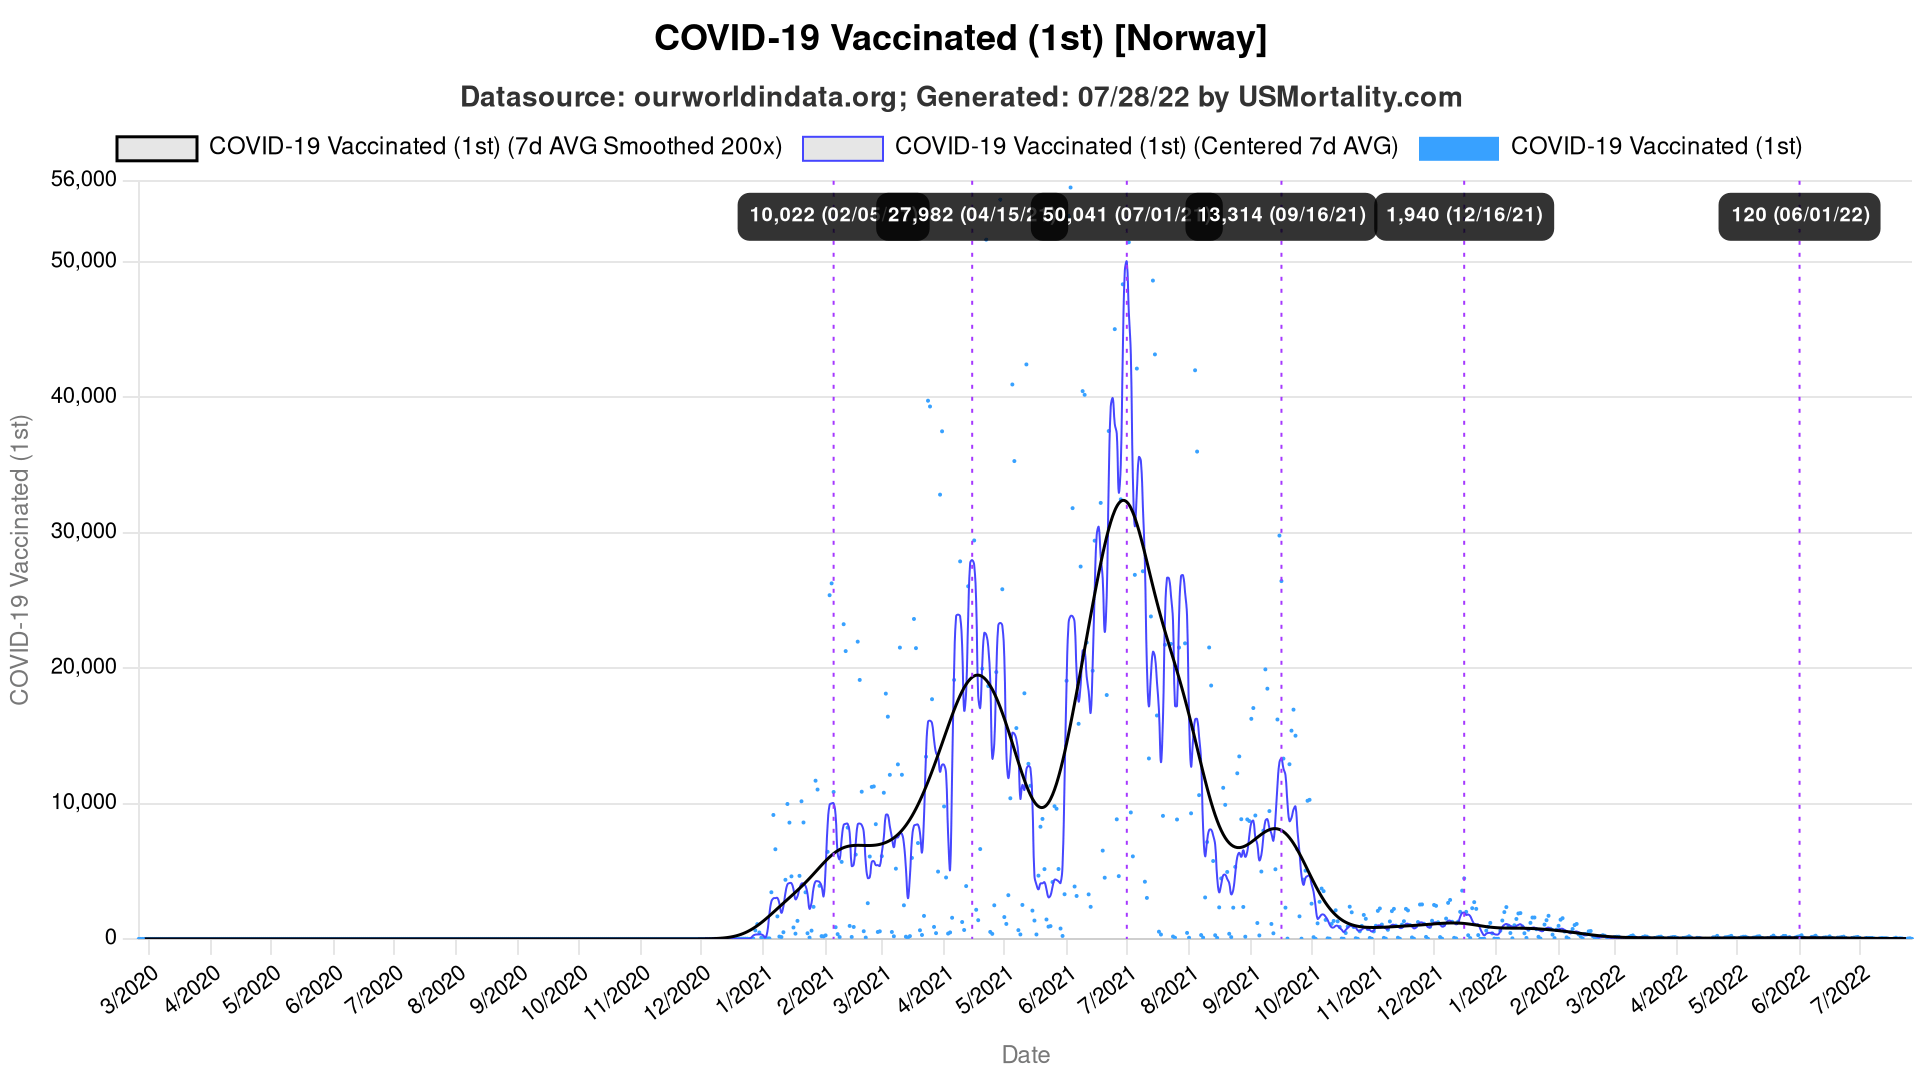 COVID-19 Vaccinated (1st) [Norway]
Datasource: ourworldindata.org; Generated: 07/28/22 by USMortality.com
COVID-19 Vaccinated (1st) (7d AVG Smoothed 200x) COVID-19 Vaccinated (1st) (Centered 7d AVG) COVID-19 Vaccinated (1st)
56,000
10,022 (02/05 27,982 (04/15/2 50,041 (07/01/21) 13,314 (09/16/21) 1,940 (12/16/21) 120 (06/01/22)
50,000
40,000
30,000
20,000
10,000
0
COVID-19 Vaccinated (1st)
3/2020 4/2020 5/2020 6/2020 7/2020 8/2020 9/2020 10/2020 11/2020 12/2020 1/2021 2/2021 3/2021 4/2021 5/2021 6/2021 7/2021 8/2021 9/2021 10/2021 11/2021 12/2021 1/2022 2/2022 3/2022 4/2022 5/2022 6/2022 7/2022
Date